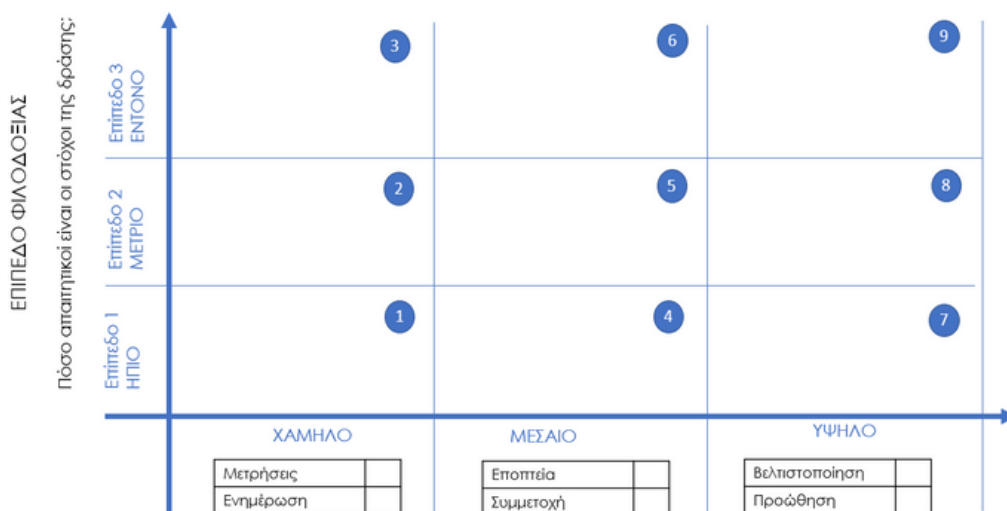 ΕΠΙΠΕΔΟ ΦΙΛΟΔΟΞΙΑΣ
Πόσο απαιτητικοί είναι οι στόχοι της δράσης;
Επίπεδο 3
ΕΝΤΟΝΟ
3
6
9
Επίπεδο 2
ΜΕΤΡΙΟ
2
5
8
Επίπεδο 1
ΗΠΙΟ
1
4
7
ΧΑΜΗΛΟ
ΜΕΣΑΙΟ
ΥΨΗΛΟ
Μετρήσεις
Ενημέρωση
Εποπτεία
Συμμετοχή
Βελτιστοποίηση
Προώθηση